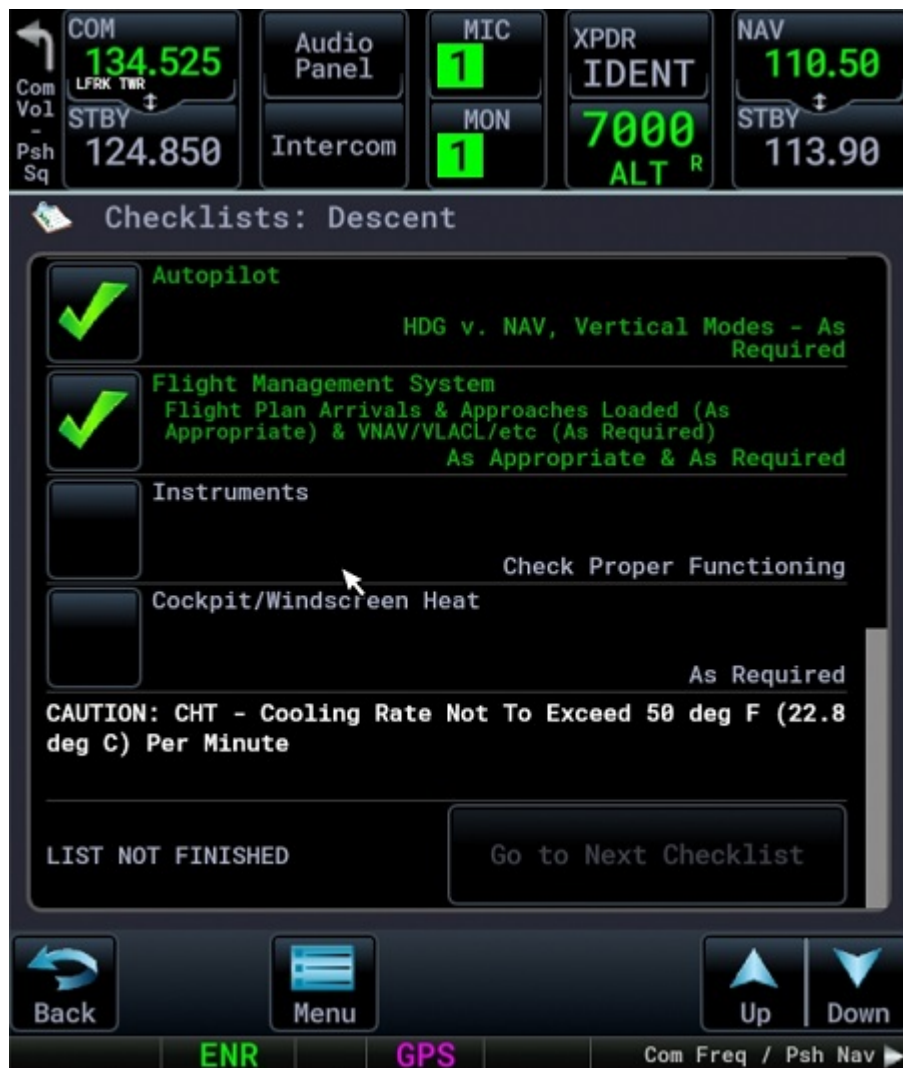 COM
134.525
LFRK TWR
STBY
124.850
Com
Vol
-
Psh
Sq
Audio
Panel
Intercom
MIC
1
MON
1
XPDR
IDENT
7000
ALT R
NAV
110.50
STBY
113.90
Checklists: Descent
Autopilot
HDG v. NAV, Vertical Modes - As
Required
Flight Management System
Flight Plan Arrivals & Approaches Loaded (As
Appropriate) & VNAV/VLACL/etc (As Required)
As Appropriate & As Required
Instruments
Check Proper Functioning
Cockpit/Windscreen Heat
As Required
CAUTION: CHT - Cooling Rate Not To Exceed 50 deg F (22.8
deg C) Per Minute
LIST NOT FINISHED
Go to Next Checklist
Back
Menu
Up
Down
ENR
GPS
Com Freq / Psh Nav